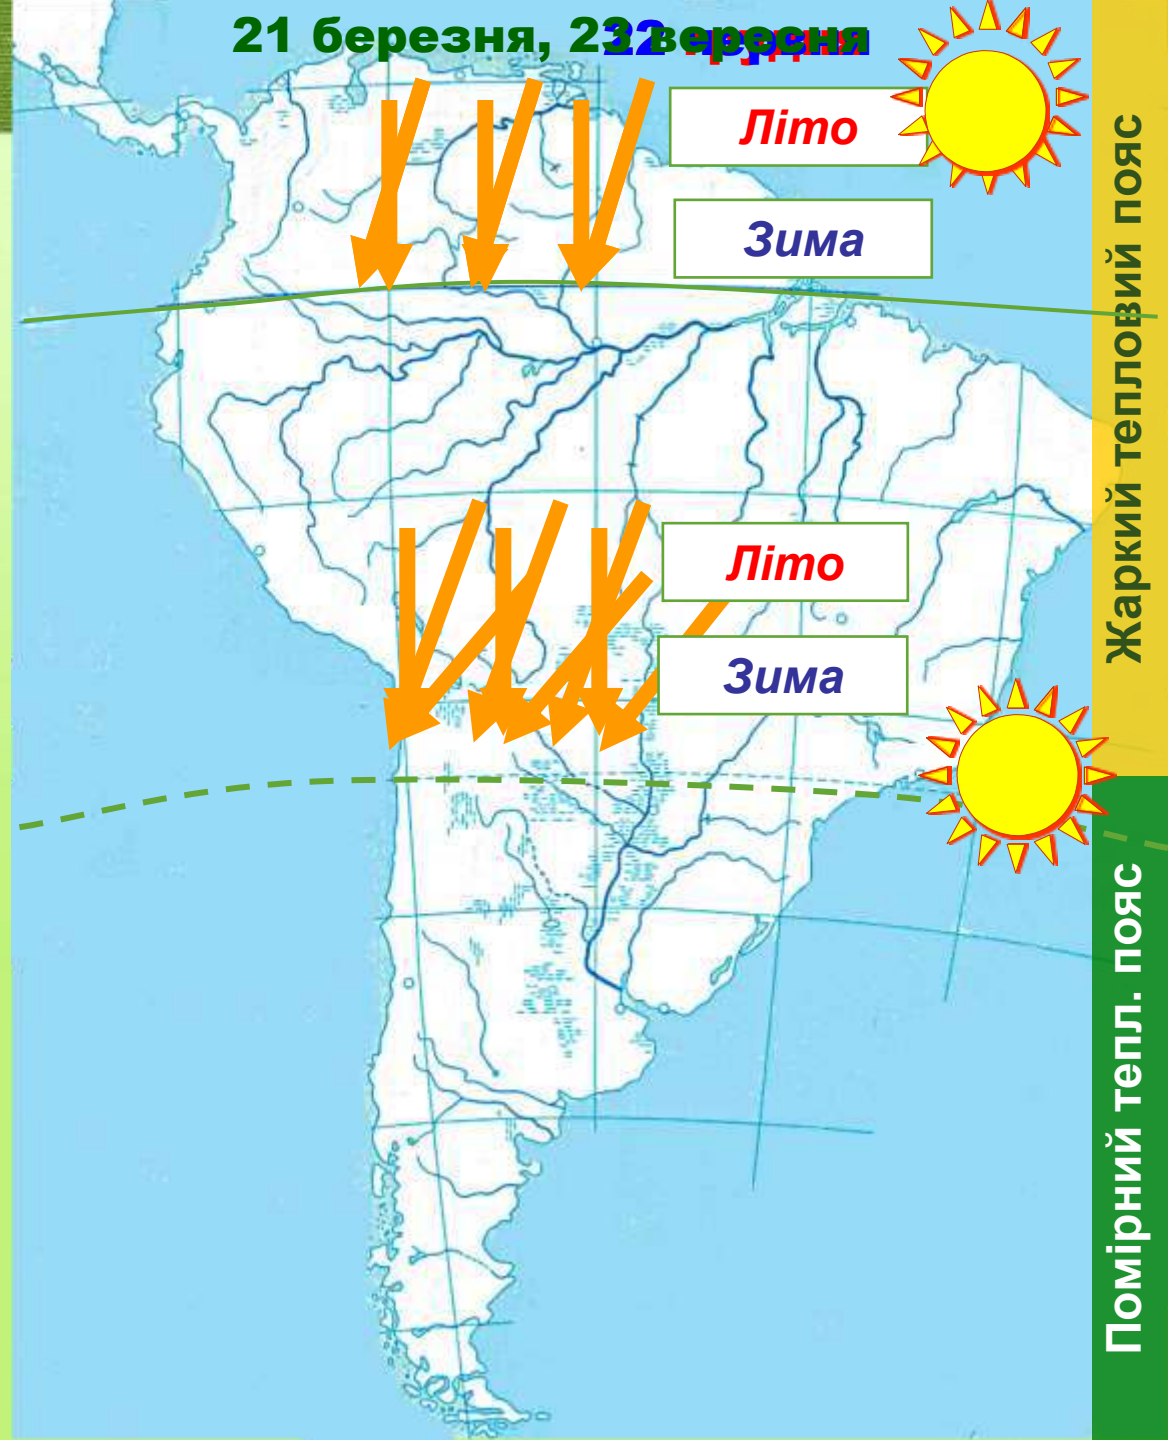 21 березня, 23 вересня
Літо
Зима
Літо
Зима
Жаркий тепловий пояс
Помірний тепл. пояс